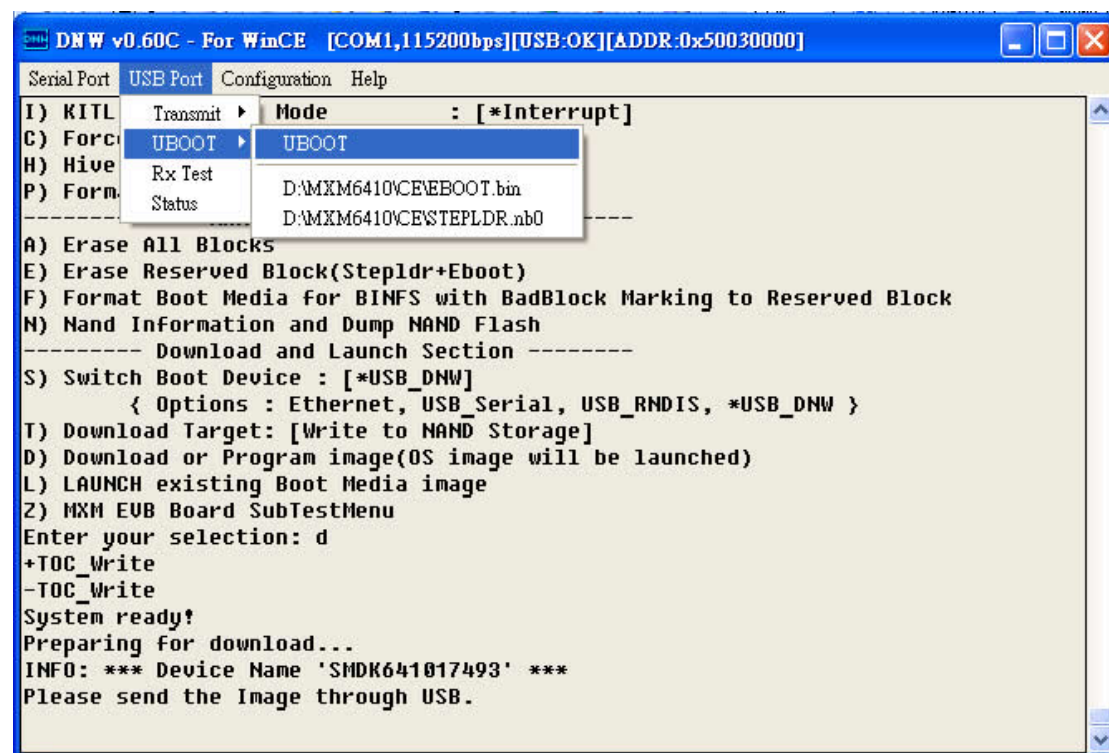 DNW v0.60C - For WinCE [COM1,115200bps][USB:OK][ADDR:0x50030000]
Serial Port USB Port Configuration Help
I) KITL Mode : [*Interrupt]
C) Forc
H) Hive
P) Form
Transmit
UBOOT
Rx Test
Status
UBOOT
D:\MXM6410\CE\EBOOT.bin
D:\MXM6410\CE\STEPLDR.nb0
A) Erase All Blocks
E) Erase Reserved Block(Stepldr+Eboot)
F) Format Boot Media for BINFS with BadBlock Marking to Reserved Block
N) Nand Information and Dump NAND Flash
--------- Download and Launch Section --------
S) Switch Boot Device : [*USB_DNW]
{ Options : Ethernet, USB_Serial, USB_RNDIS, *USB_DNW }
T) Download Target: [Write to NAND Storage]
D) Download or Program image(OS image will be launched)
L) LAUNCH existing Boot Media image
Z) MXM EVB Board SubTestMenu
Enter your selection: d
+TOC_Write
-TOC_Write
System ready!
Preparing for download...
INFO: *** Device Name 'SMDK641017493' ***
Please send the Image through USB.